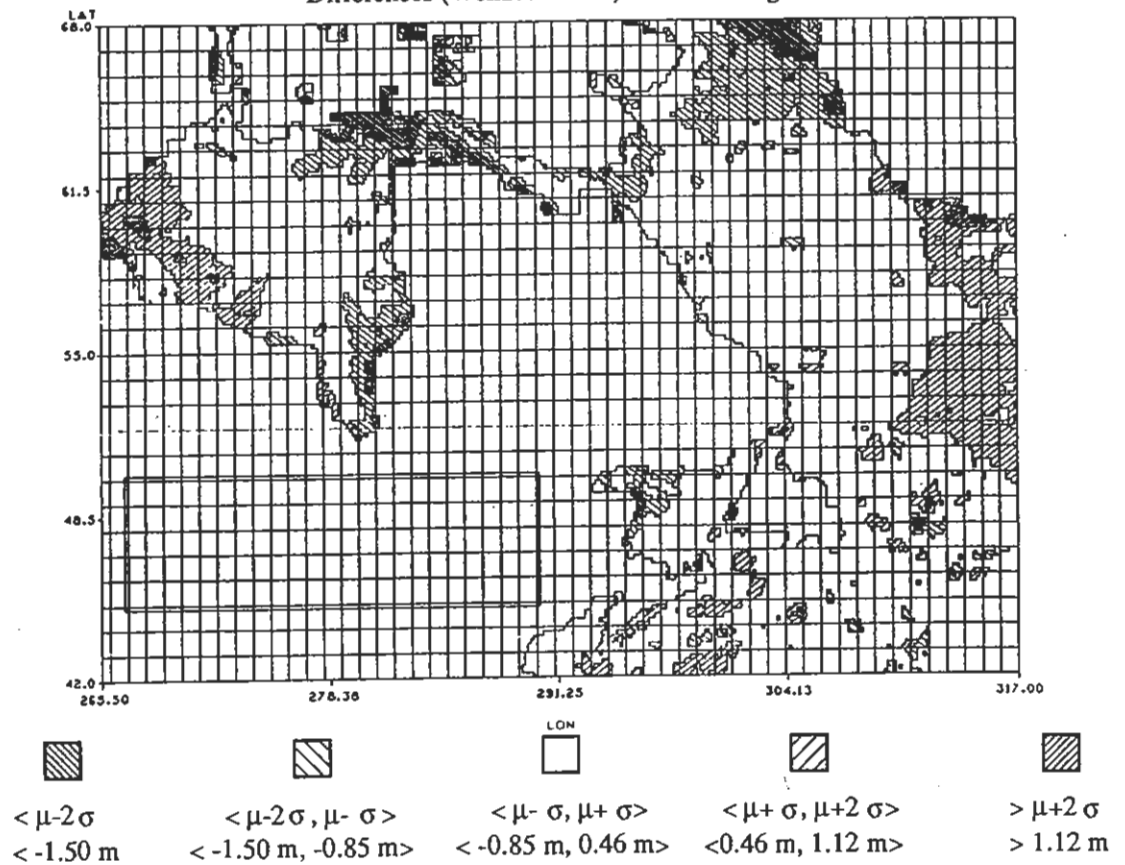 LAT
68.0
61.5
55.0
48.5
42.0
265.50
278.38
291.25
304.13
317.00
LON
< μ-2 σ
< μ-2 σ , μ- σ >
< μ- σ, μ+ σ>
< μ+ σ, μ+2 σ>
> μ+2 σ
< -1.50 m
< -1.50 m, -0.85 m>
< -0.85 m, 0.46 m>
<0.46 m, 1.12 m>
> 1.12 m